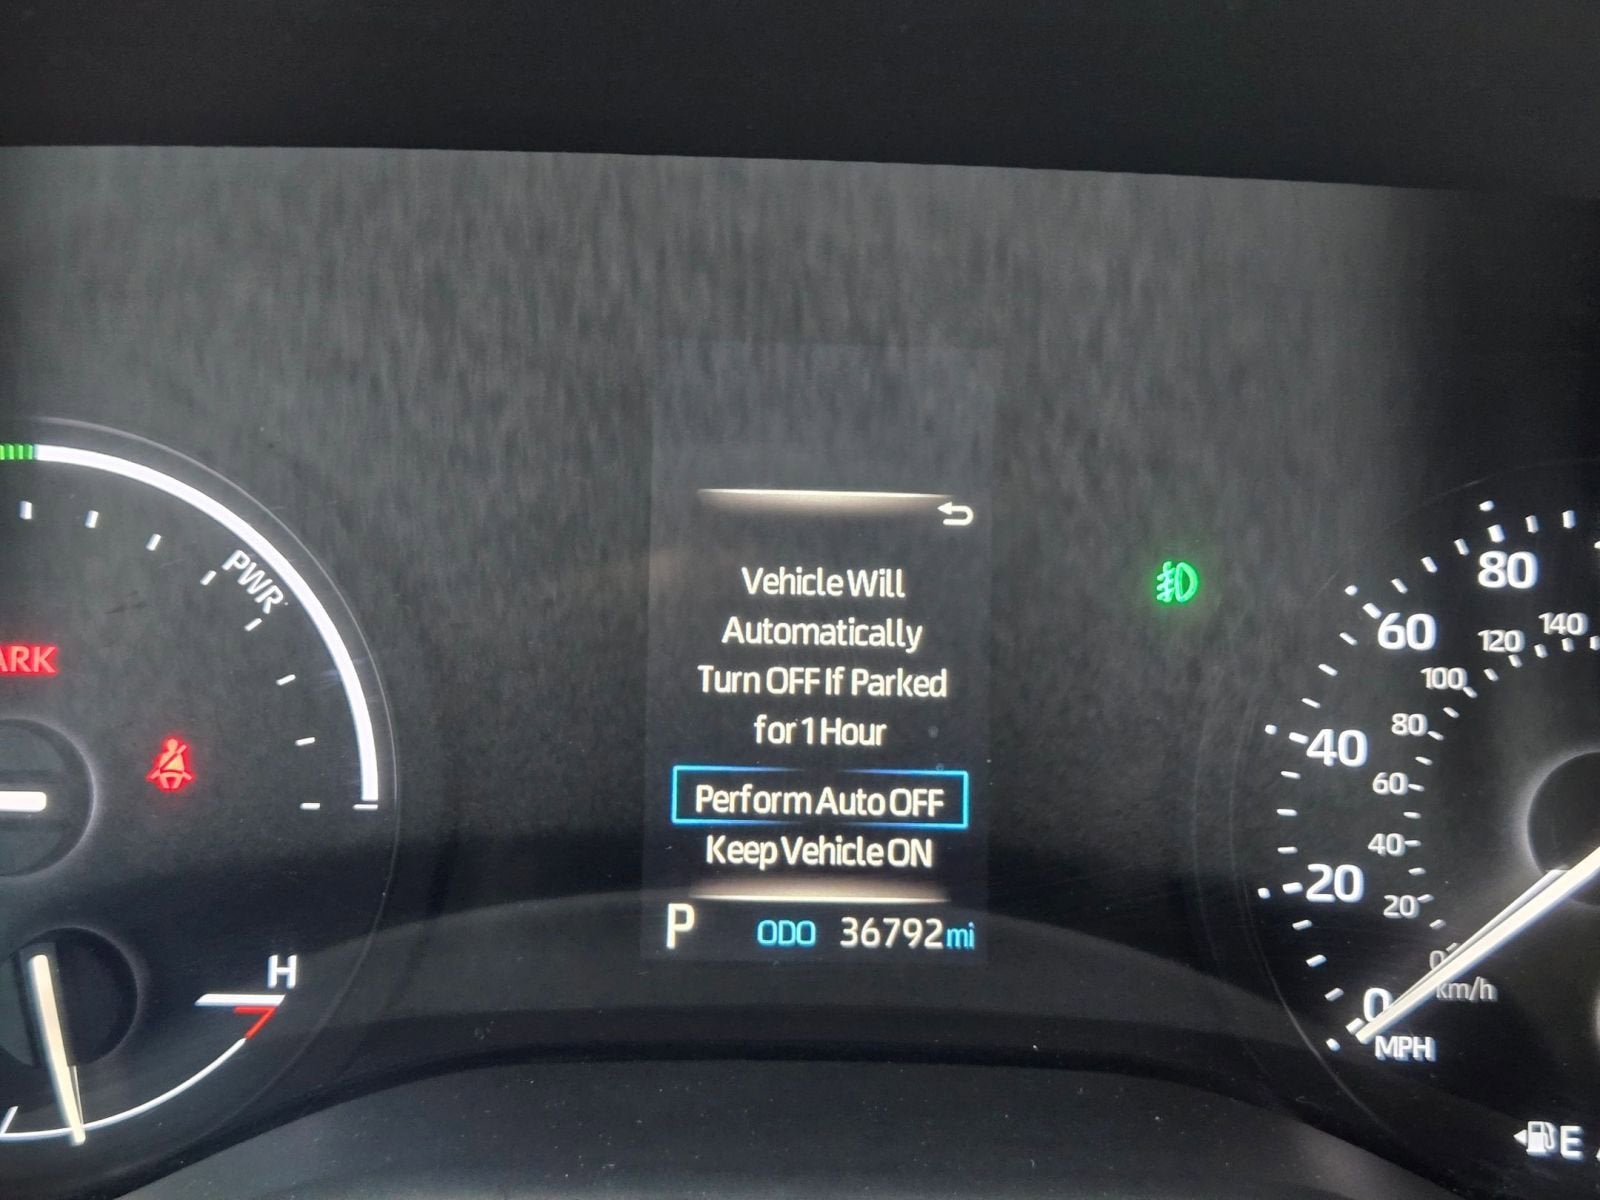 PWR
ARK
H
Vehicle Will
Automatically
Turn OFF If Parked
for 1 Hour
Perform Auto OFF
Keep Vehicle ON
P ODO 36792 mi
80
60
40
20
0
MPH
140
120
100
80
60
40
20
0
km/h
E